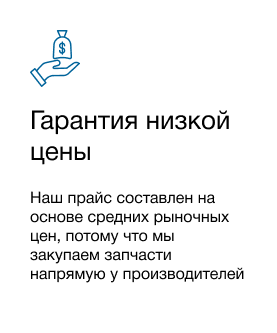 $
Гарантия низкой
цены
Наш прайс составлен на
основе средних рыночных
цен, потому что мы
закупаем запчасти
напрямую у производителей